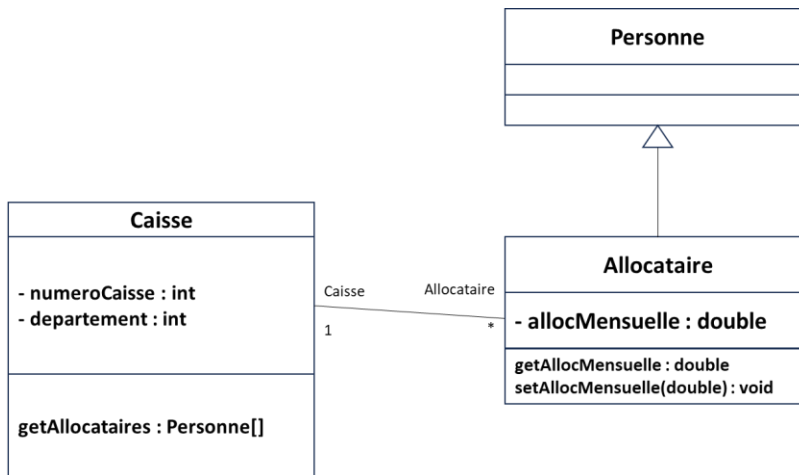 Personne
Caisse
- numeroCaisse : int
- departement : int
getAllocataires : Personne[]
Caisse
Allocataire
1
*
Allocataire
- allocMensuelle : double
getAllocMensuelle : double
setAllocMensuelle(double) : void